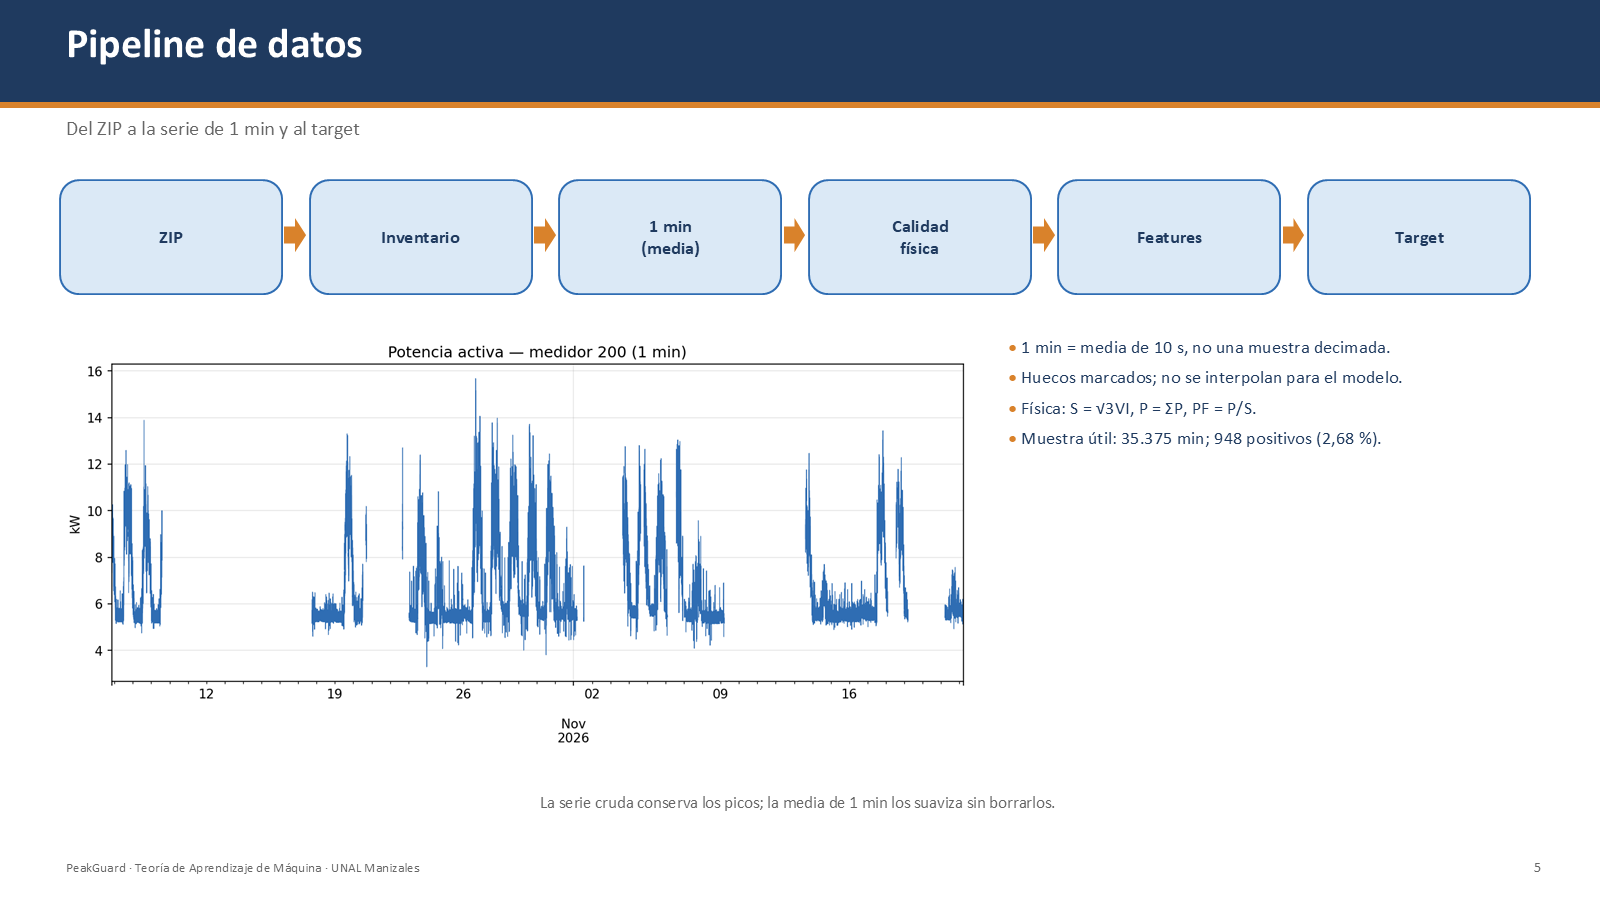 Pipeline de datos
Del ZIP a la serie de 1 min y al target
ZIP
Inventario
1 min
(media)
Calidad
física
Features
Target
Potencia activa — medidor 200 (1 min)
16
14
12
10
8
6
4
kW
12
19
26
02
09
16
Nov
2026
• 1 min = media de 10 s, no una muestra decimada.
• Huecos marcados; no se interpolan para el modelo.
• Física: S = √3VI, P = ΣP, PF = P/S.
• Muestra útil: 35.375 min; 948 positivos (2,68 %).
La serie cruda conserva los picos; la media de 1 min los suaviza sin borrarlos.
PeakGuard · Teoría de Aprendizaje de Máquina · UNAL Manizales
5